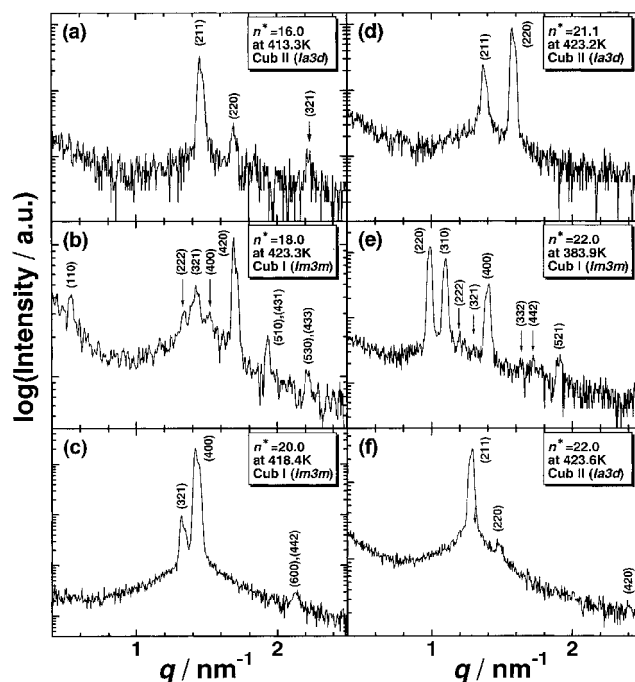 (a)
n* =16.0
at 413.3K
Cub II (Ia3d)
(211)
(220)
(321)
(d)
n* =21.1
at 423.2K
Cub II (Ia3d)
(211)
(220)
(b)
n* =18.0
at 423.3K
Cub I (Im3m)
(110)
(222)
(321)
(400)
(420)
(510),(431)
(530),(433)
(e)
n* =22.0
at 383.9K
Cub I (Im3m)
(220)
(310)
(222)
(321)
(400)
(332)
(442)
(521)
(c)
n* =20.0
at 418.4K
Cub I (Im3m)
(321)
(400)
(600),(442)
(f)
n* =22.0
at 423.6K
Cub II (Ia3d)
(211)
(220)
(420)
log(Intensity / a.u.)
1 2 1 2
q / nm⁻¹ q / nm⁻¹